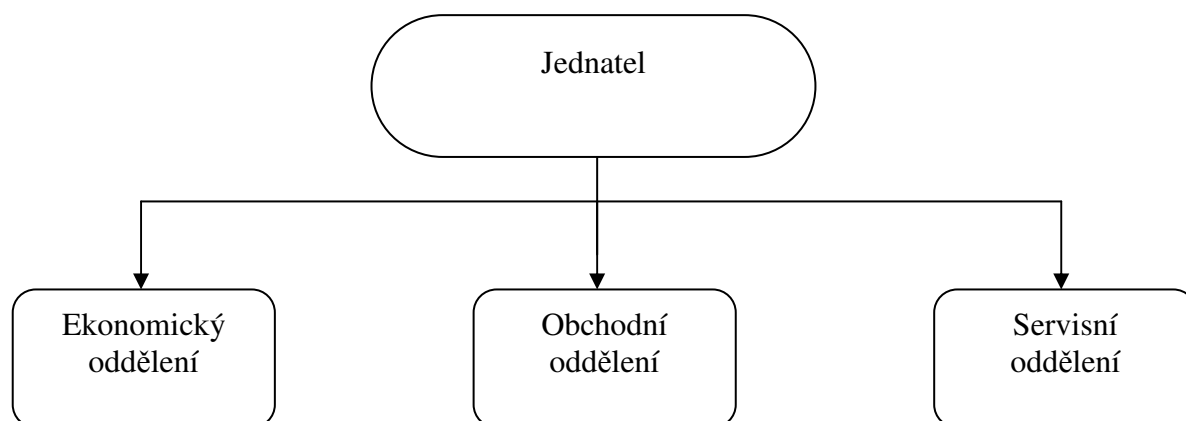 Jednatel
Ekonomický
oddělení
Obchodní
oddělení
Servisní
oddělení